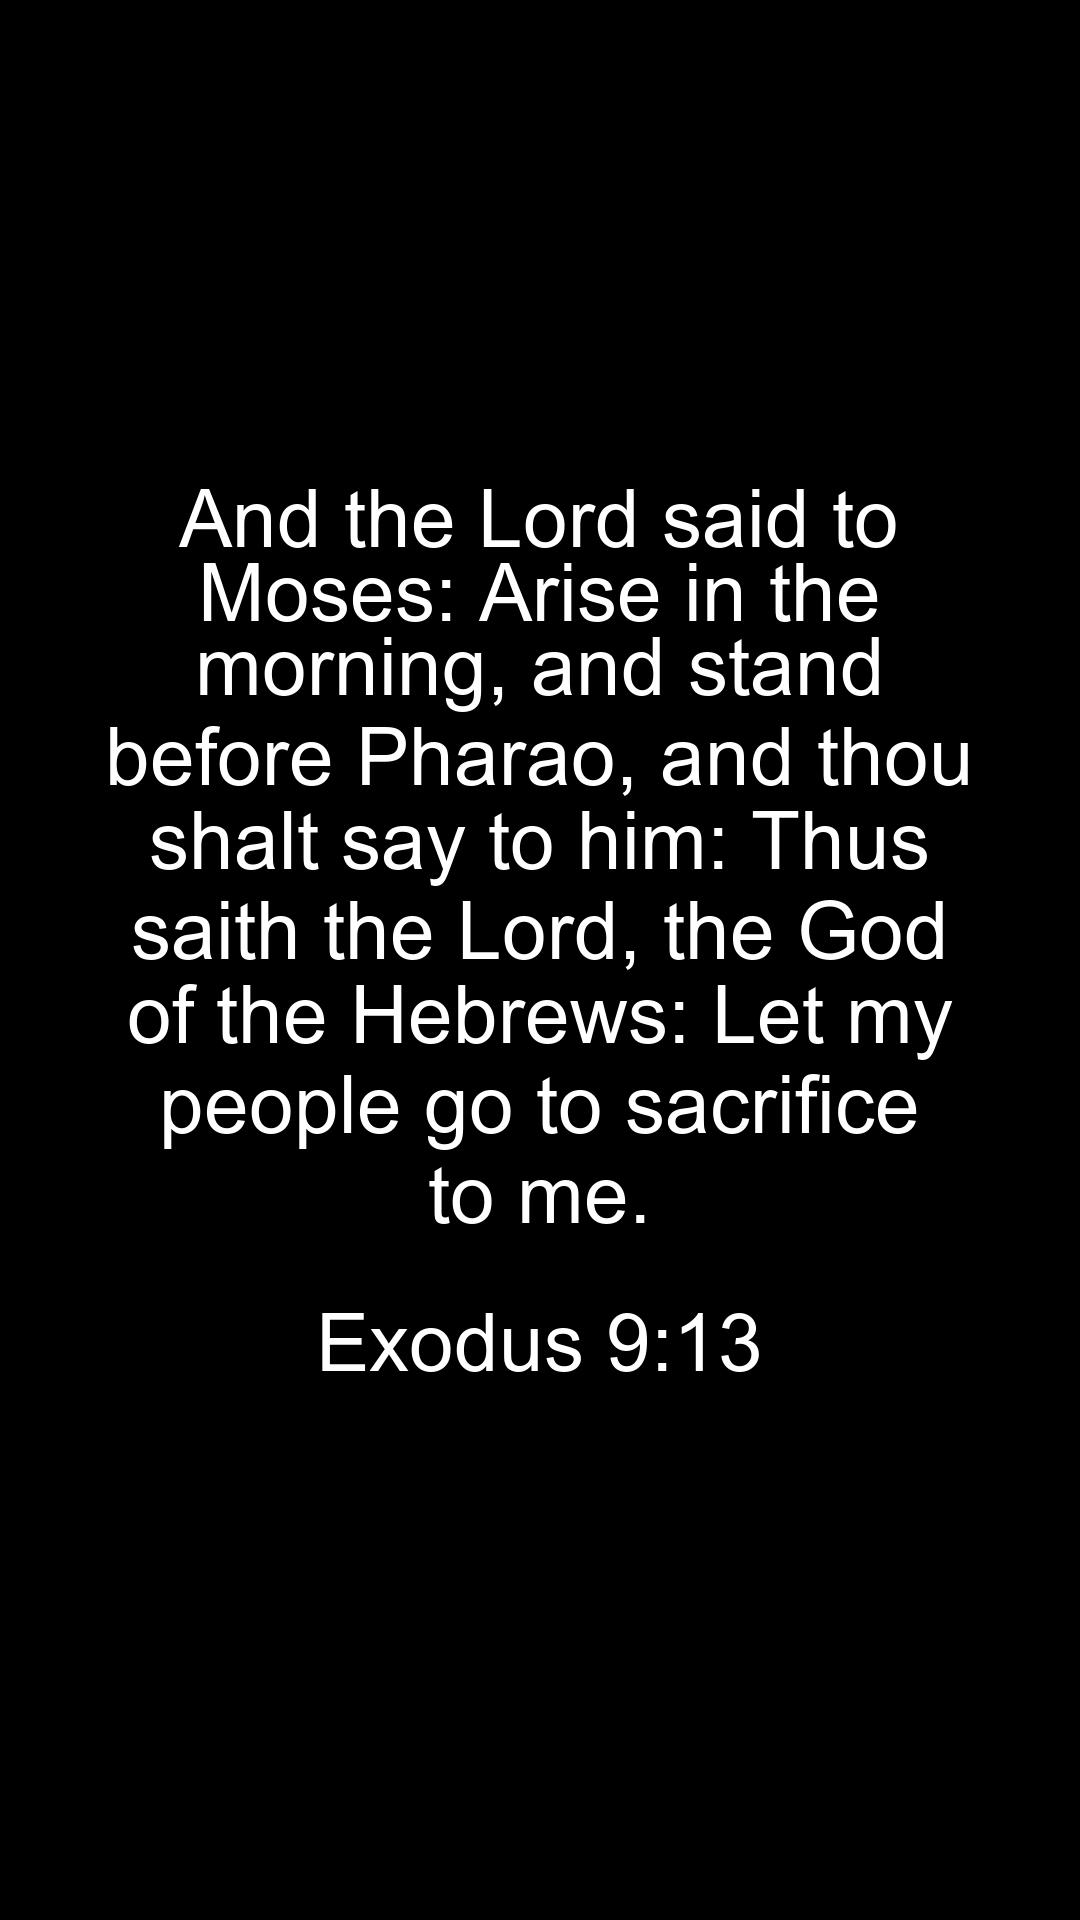 And the Lord said to
Moses: Arise in the
morning, and stand
before Pharao, and thou
shalt say to him: Thus
saith the Lord, the God
of the Hebrews: Let my
people go to sacrifice
to me.
Exodus 9:13